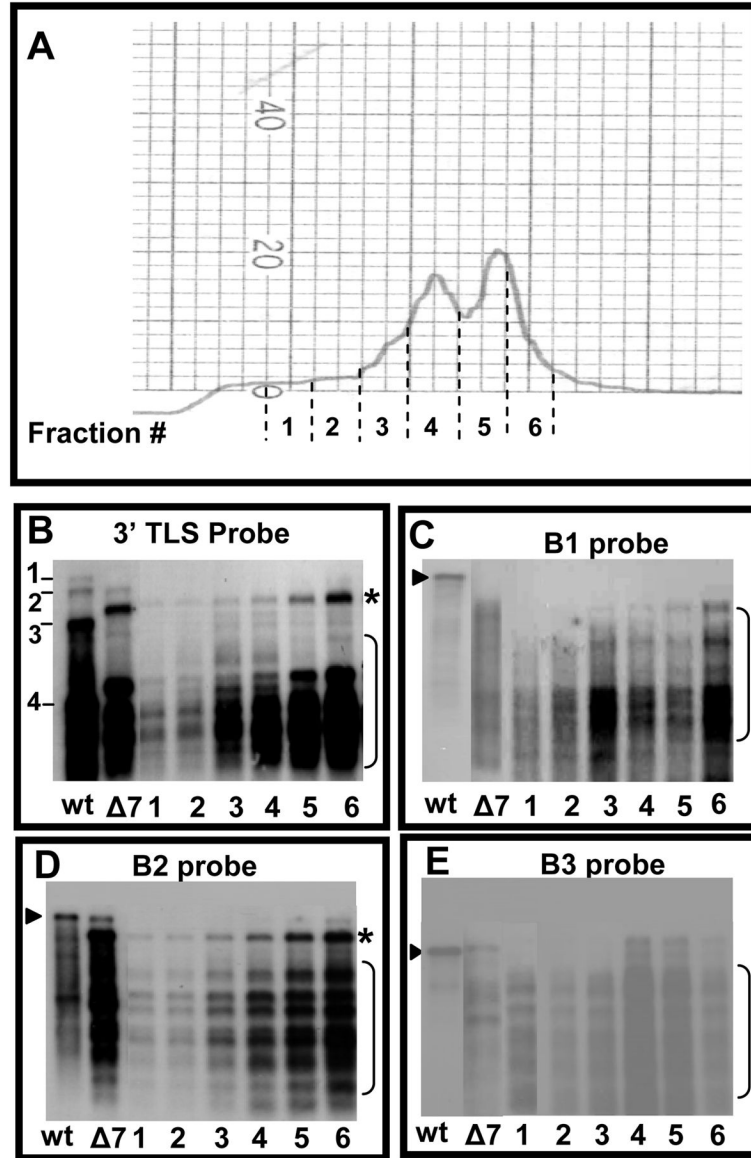 A
40
20
0
Fraction # 1 2 3 4 5 6
B 3' TLS Probe
1
2
*
3
4
wt Δ7 1 2 3 4 5 6
C B1 probe
wt Δ7 1 2 3 4 5 6
D B2 probe
*
wt Δ7 1 2 3 4 5 6
E B3 probe
wt Δ7 1 2 3 4 5 6